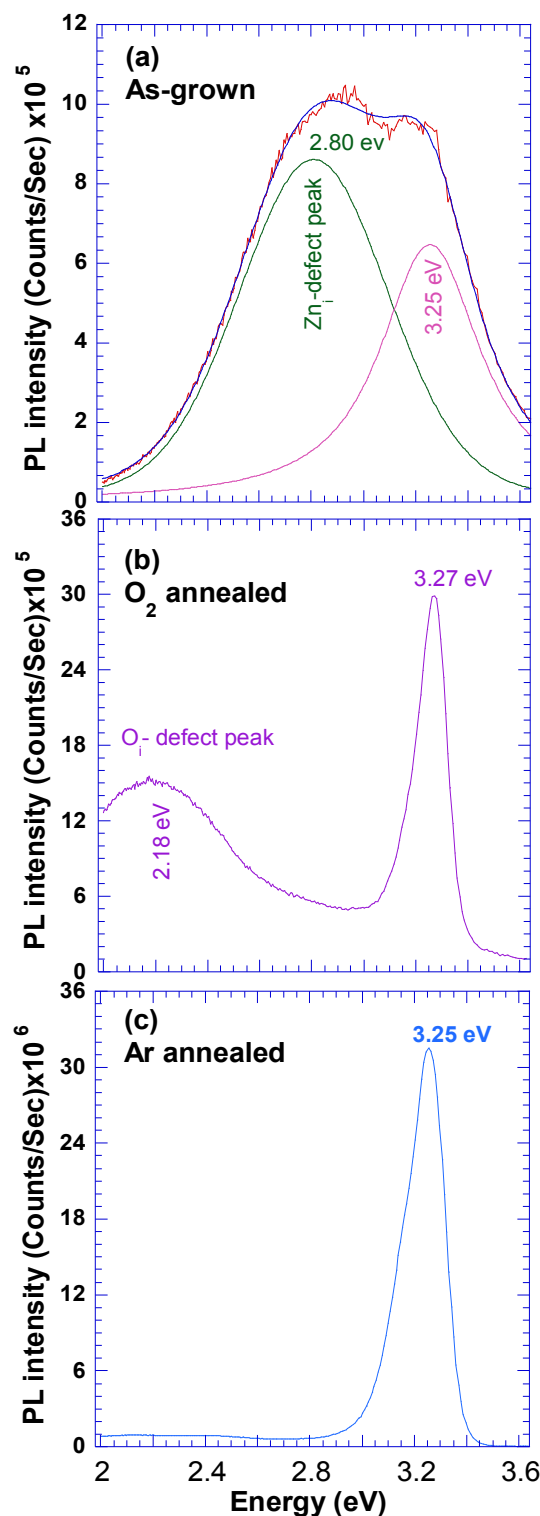 (a)
As-grown
PL intensity (Counts/Sec) x10 5
12
10
8
6
4
2
0
2.80 ev
Zni-defect peak
3.25 eV
(b)
O2 annealed
PL intensity (Counts/Sec)x10 5
36
30
24
18
12
6
0
3.27 eV
Oi- defect peak
2.18 eV
(c)
Ar annealed
PL intensity (Counts/Sec)x10 6
36
30
24
18
12
6
0
3.25 eV
2 2.4 2.8 3.2 3.6
Energy (eV)